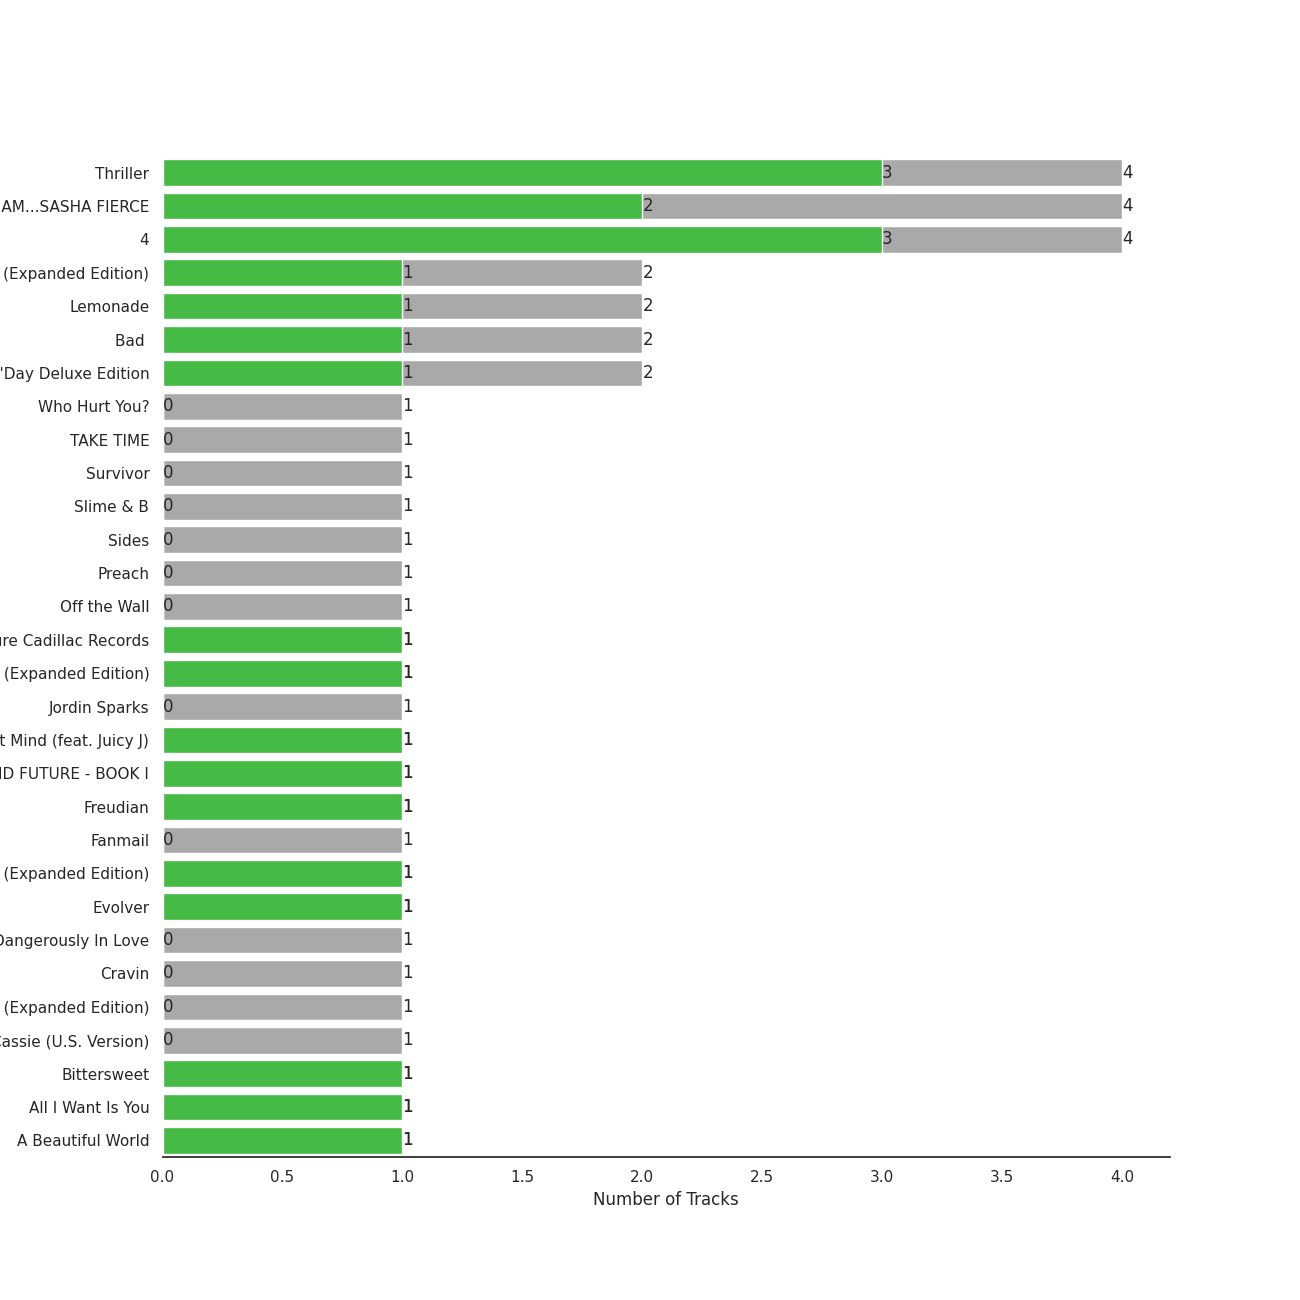 Thriller 3 4
AM...SASHA FIERCE 2 4
4 3 4
(Expanded Edition) 1 2
Lemonade 1 2
Bad 1 2
'Day Deluxe Edition 1 2
Who Hurt You? 0 1
TAKE TIME 0 1
Survivor 0 1
Slime & B 0 1
Sides 0 1
Preach 0 1
Off the Wall 0 1
Cadillac Records 1
(Expanded Edition) 1
Jordin Sparks 0 1
Mind (feat. Juicy J) 1
FUTURE - BOOK I 1
Freudian 1
Fanmail 0 1
(Expanded Edition) 1
Evolver 1
Dangerously In Love 0 1
Cravin 0 1
(Expanded Edition) 0 1
Cassie (U.S. Version) 0 1
Bittersweet 1
All I Want Is You 1
A Beautiful World 1
0.0 0.5 1.0 1.5 2.0 2.5 3.0 3.5 4.0
Number of Tracks